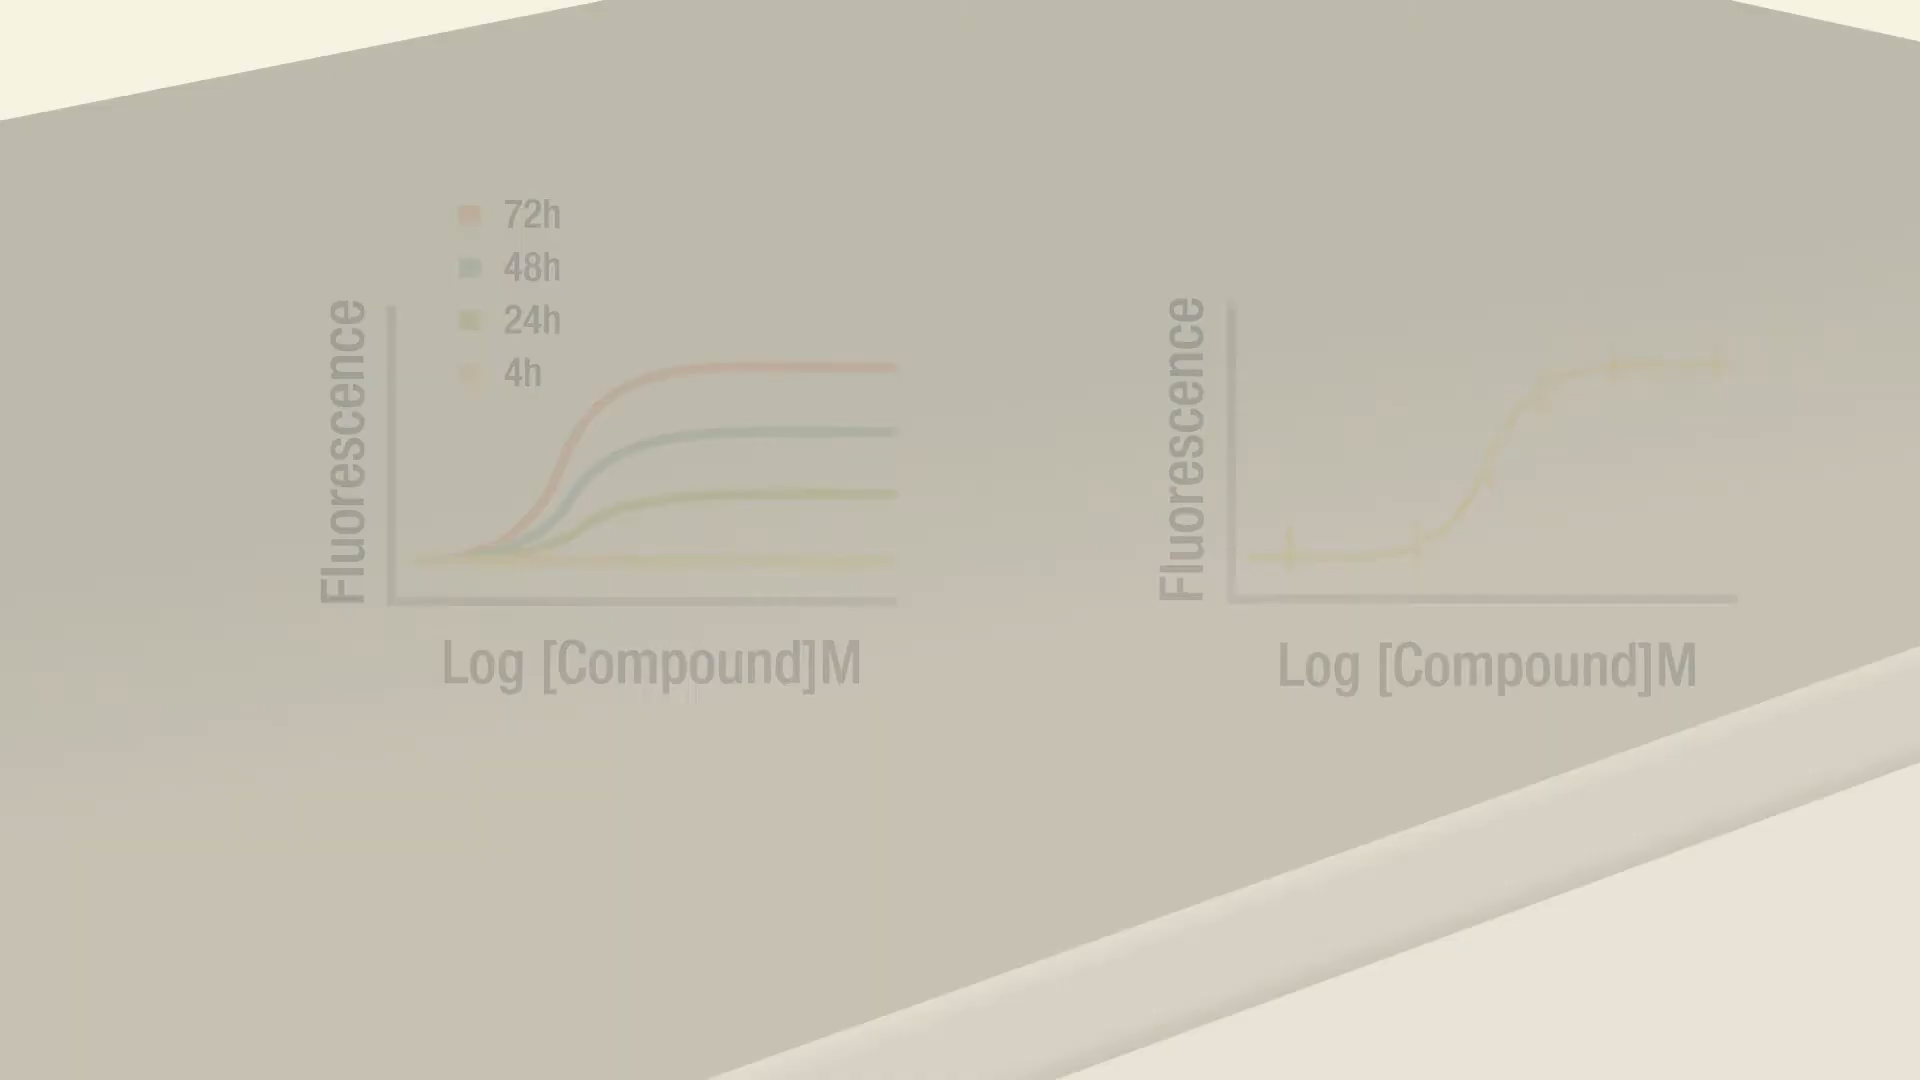 72h
48h
24h
4h
Fluorescence
Log [Compound]M
Fluorescence
Log [Compound]M